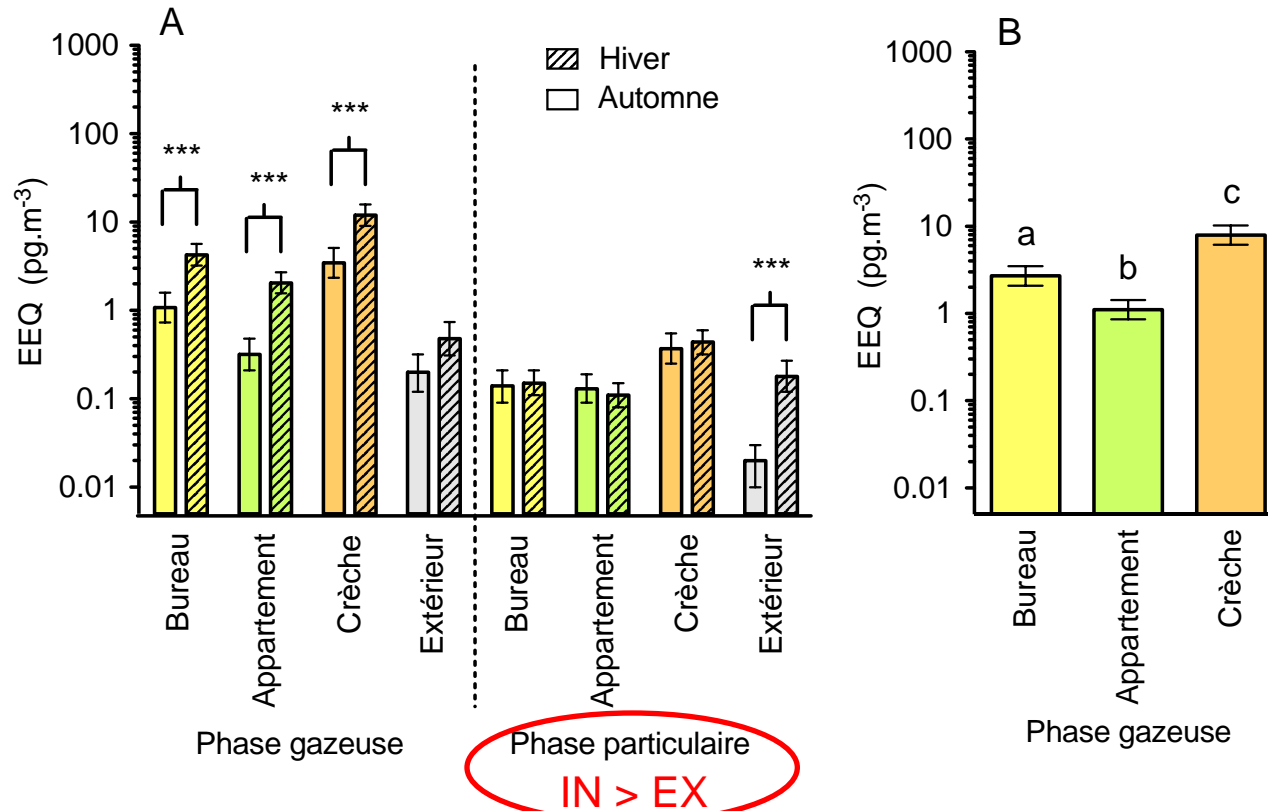 A
1000
100
10
1
0.1
0.01
EEQ (pg.m-3)
Hiver
Automne
***
***
***
***
Bureau
Appartement
Crèche
Extérieur
Bureau
Appartement
Crèche
Extérieur
Phase gazeuse
Phase particulaire
IN > EX
B
1000
100
10
1
0.1
0.01
EEQ (pg.m-3)
a
b
c
Bureau
Appartement
Crèche
Phase gazeuse